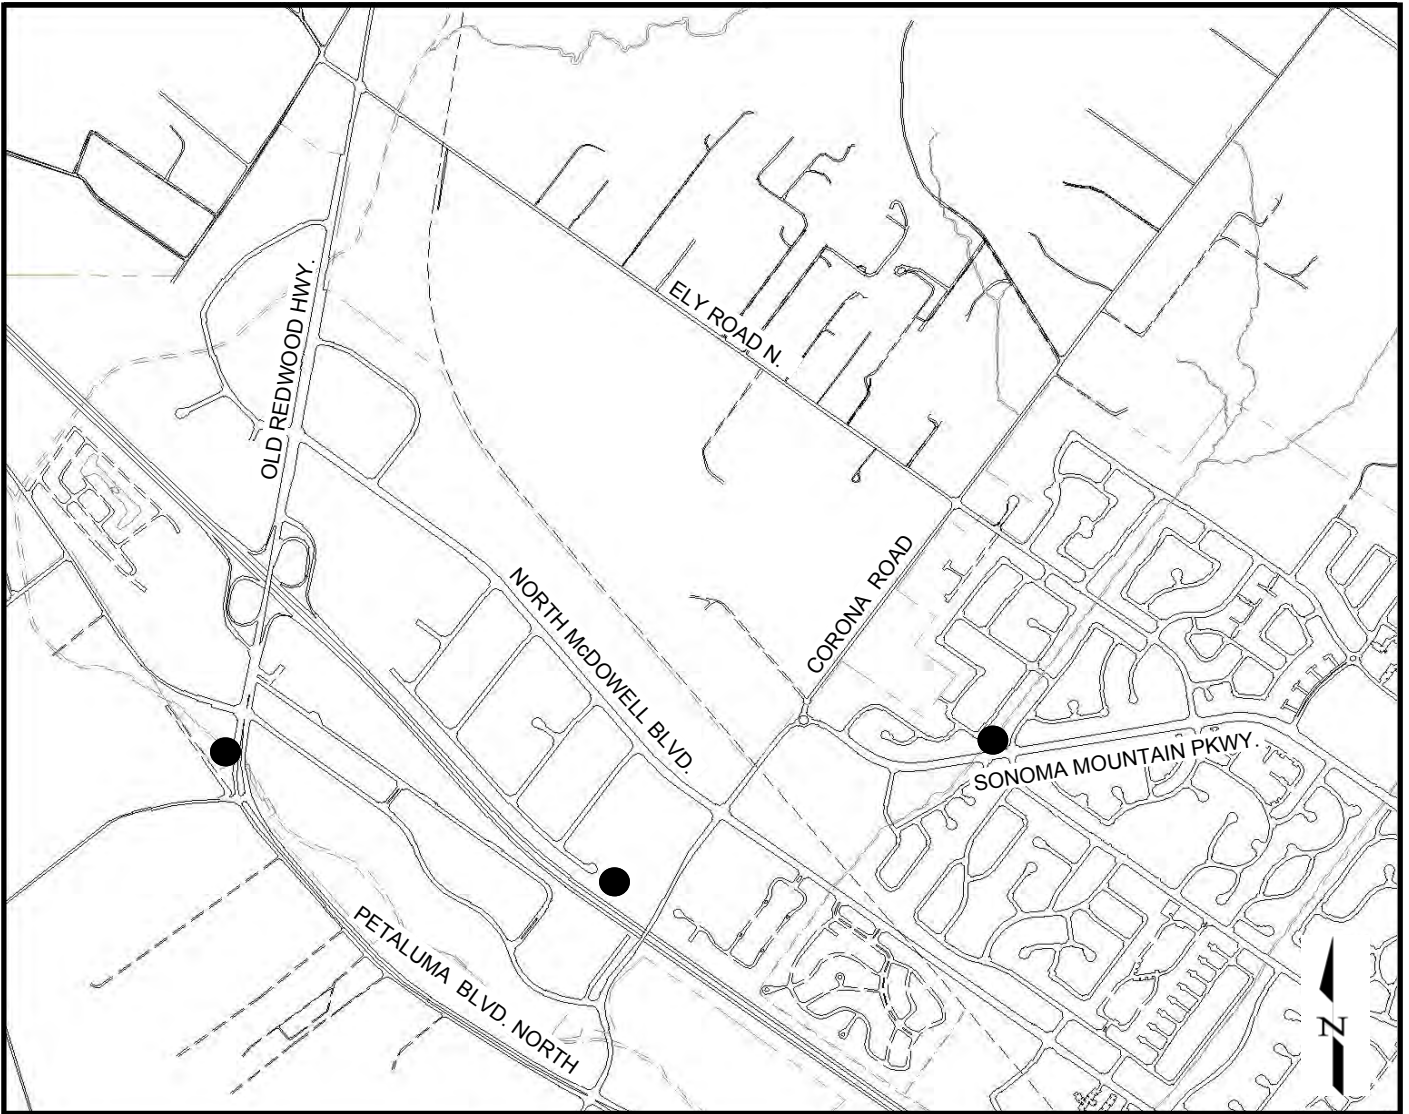 OLD REDWOOD HWY.
ELY ROAD N.
CORONA ROAD
NORTH McDOWELL BLVD.
SONOMA MOUNTAIN PKWY.
PETALUMA BLVD. NORTH
N